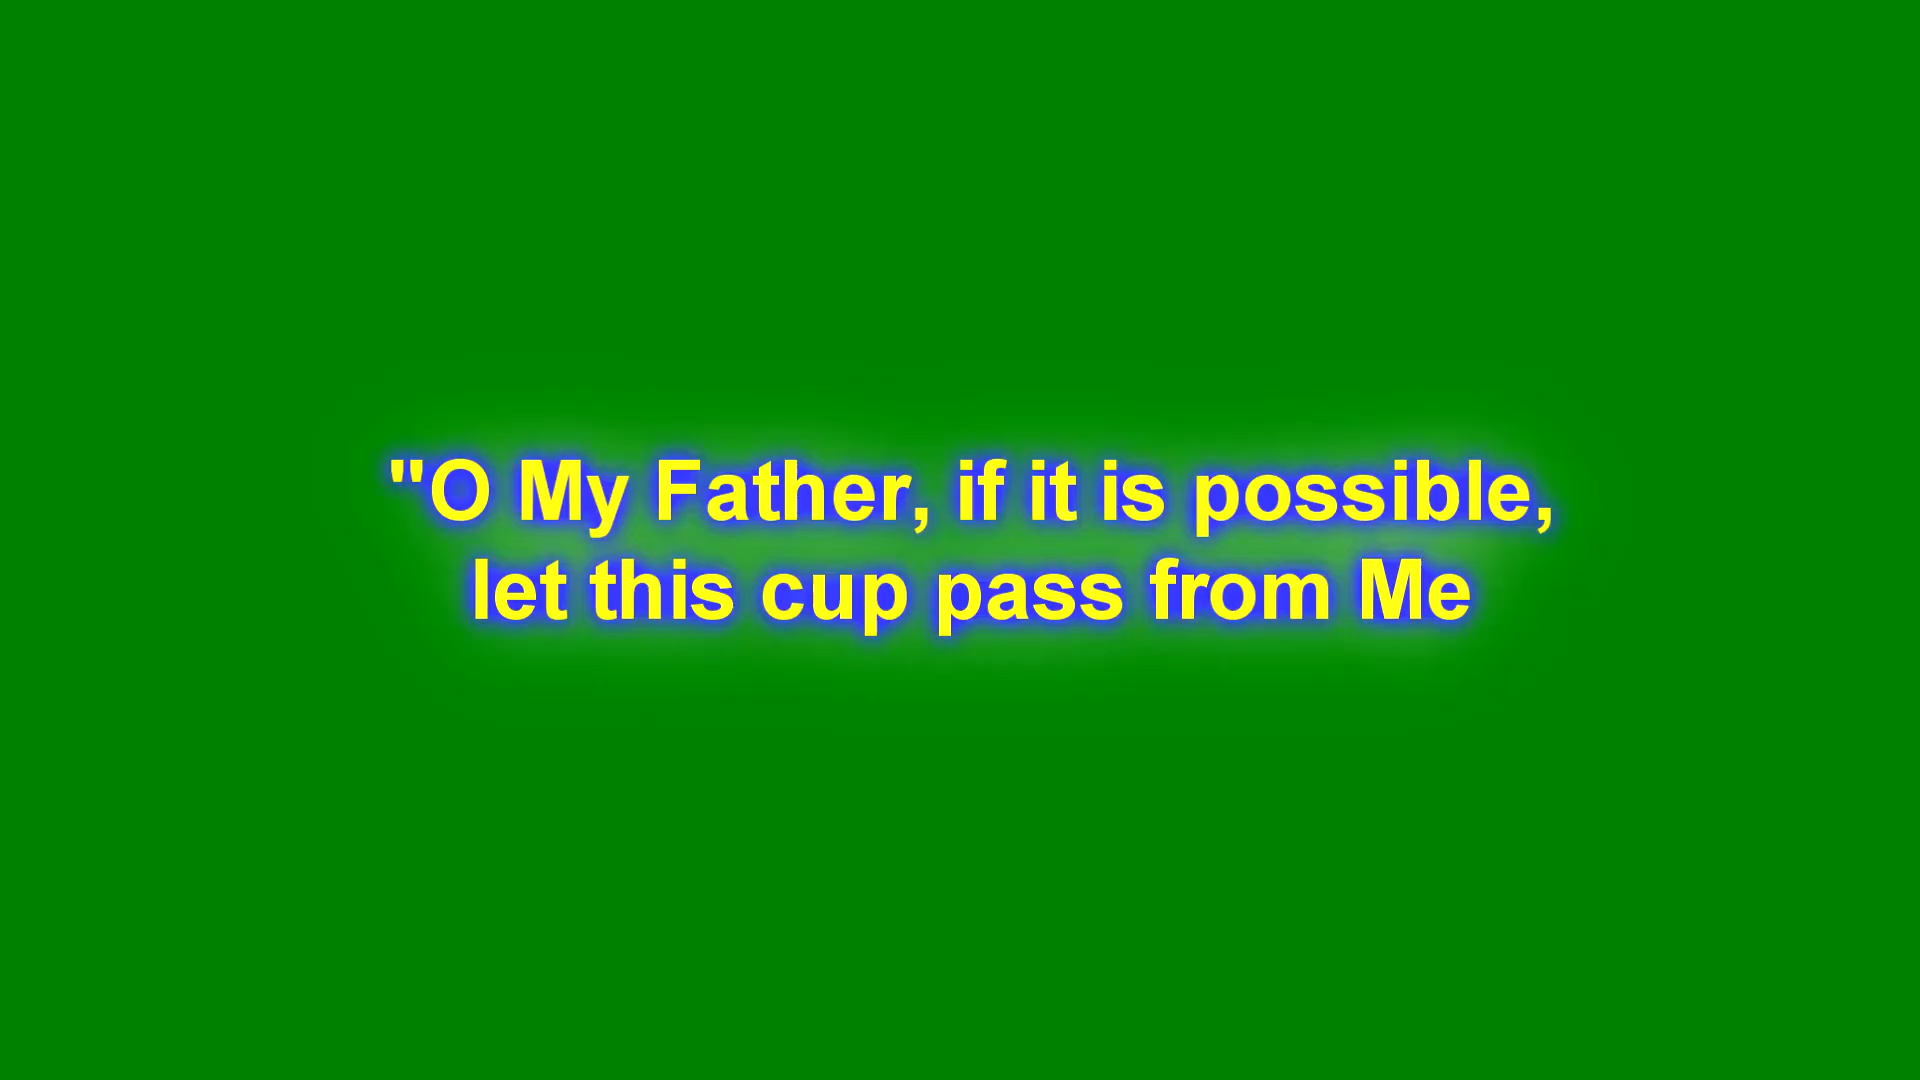 "O My Father, if it is possible,
let this cup pass from Me